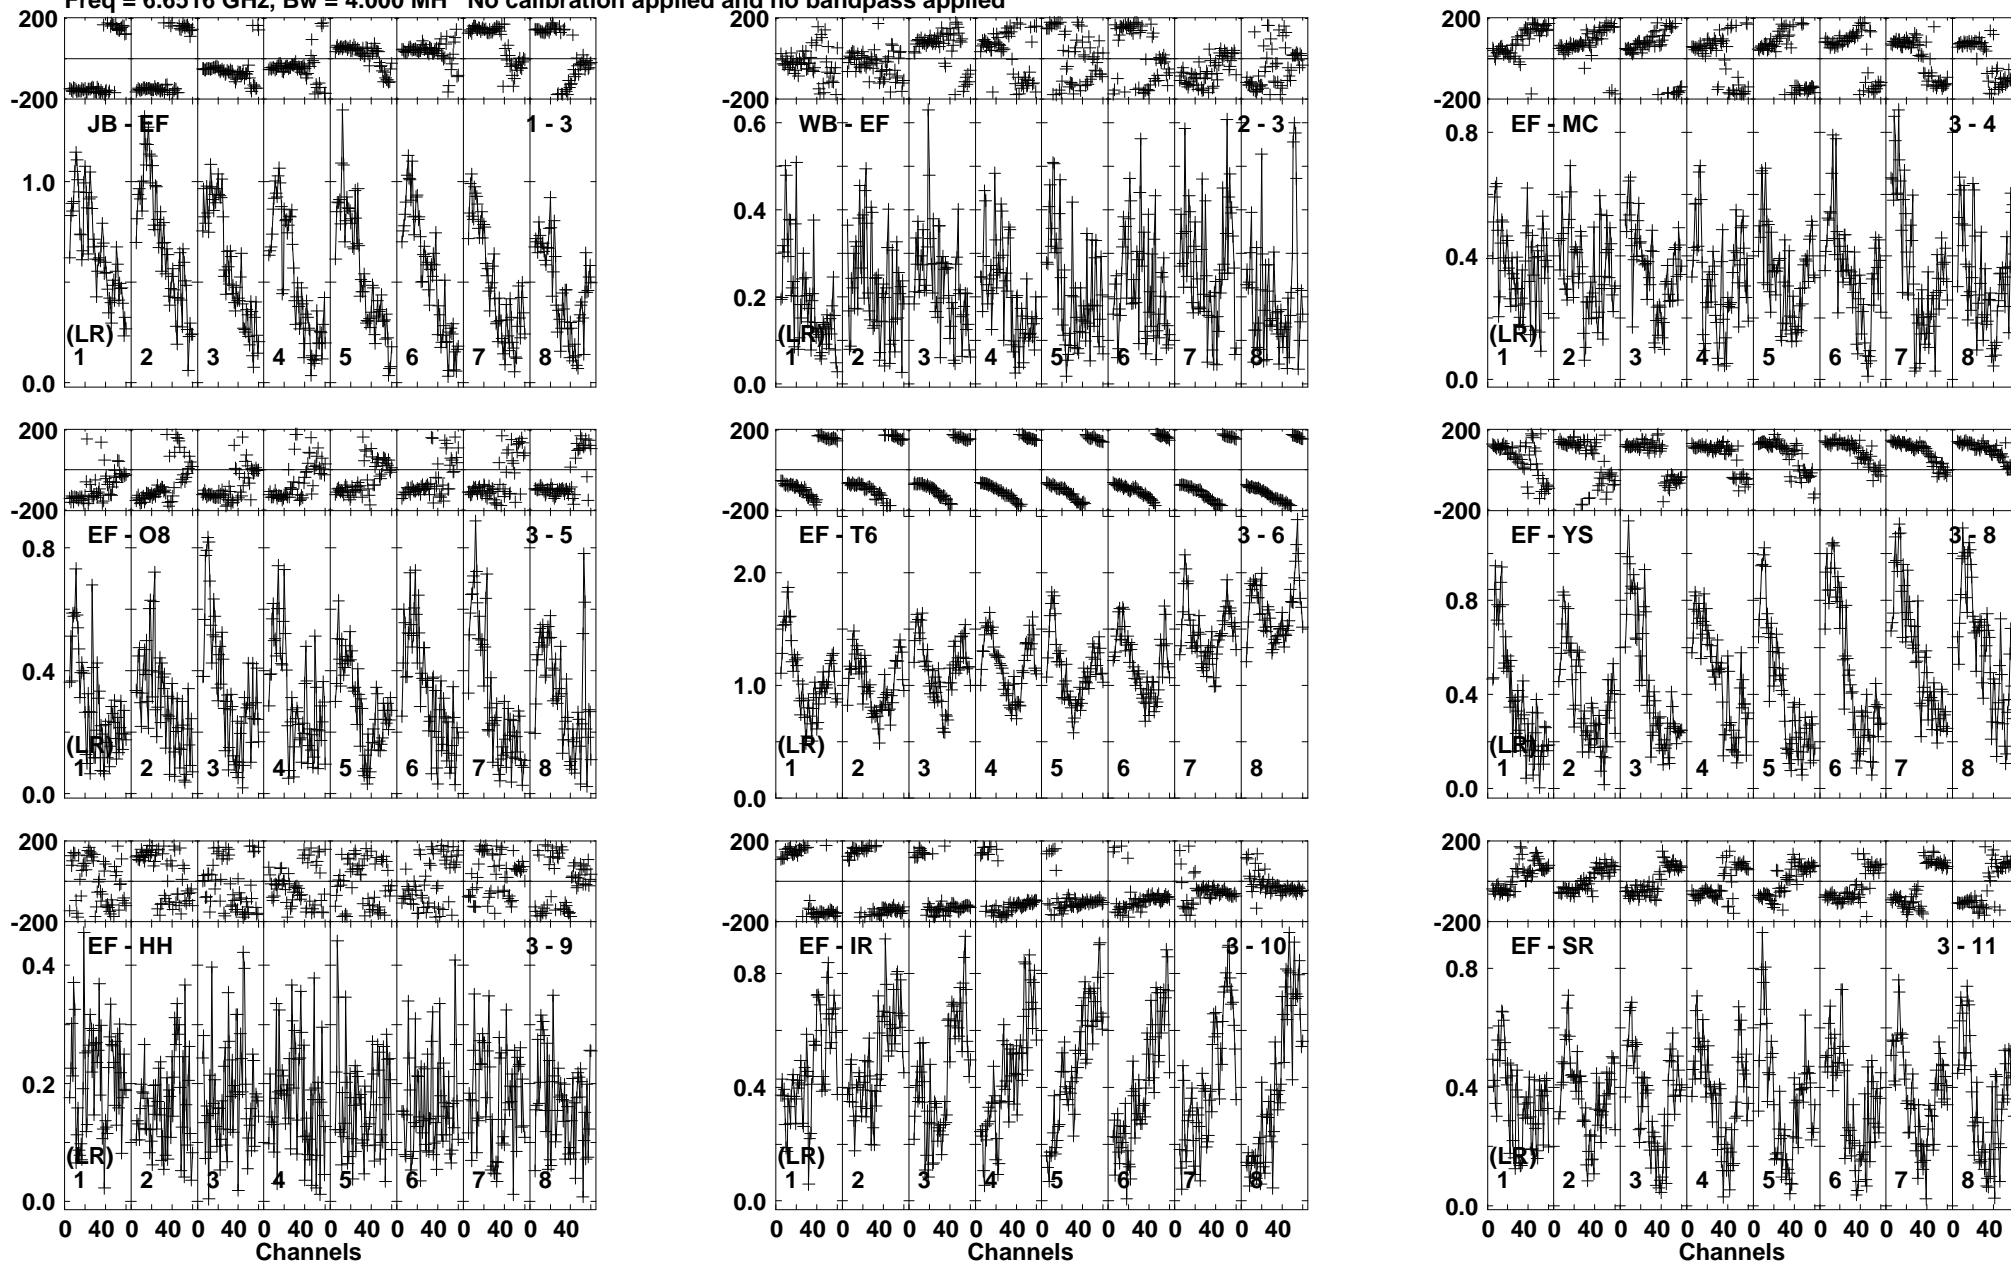 Freq = 6.6516 GHz, Bw = 4.000 MH No calibration applied and no bandpass applied
200 200 200
-200 -200 -200
JB - EF 1 - 3 WB - EF 2 - 3 EF - MC 3 - 4
1.0 0.6 0.8
0.4 0.4
0.2
(LR) (LR) (LR)
1 2 3 4 5 6 7 8 1 2 3 4 5 6 7 8 1 2 3 4 5 6 7 8
0.0 0.0 0.0
200 200 200
-200 -200 -200
EF - O8 3 - 5 EF - T6 3 - 6 EF - YS 3 - 8
0.8 2.0 0.8
0.4 1.0 0.4
(LR) (LR) (LR)
1 2 3 4 5 6 7 8 1 2 3 4 5 6 7 8 1 2 3 4 5 6 7 8
0.0 0.0 0.0
200 200 200
-200 -200 -200
EF - HH 3 - 9 EF - IR 3 - 10 EF - SR 3 - 11
0.4 0.8 0.8
0.2 0.4 0.4
(LR) (LR) (LR)
1 2 3 4 5 6 7 8 1 2 3 4 5 6 7 8 1 2 3 4 5 6 7 8
0.0 0.0 0.0
0 40 0 40 0 40 0 40 0 40 0 40 0 40 0 40 0 40 0 40 0 40 0 40 0 40 0 40 0 40 0 40 0 40 0 40 0 40 0 40 0 40 0 40 0 40 0 40
Channels Channels Channels